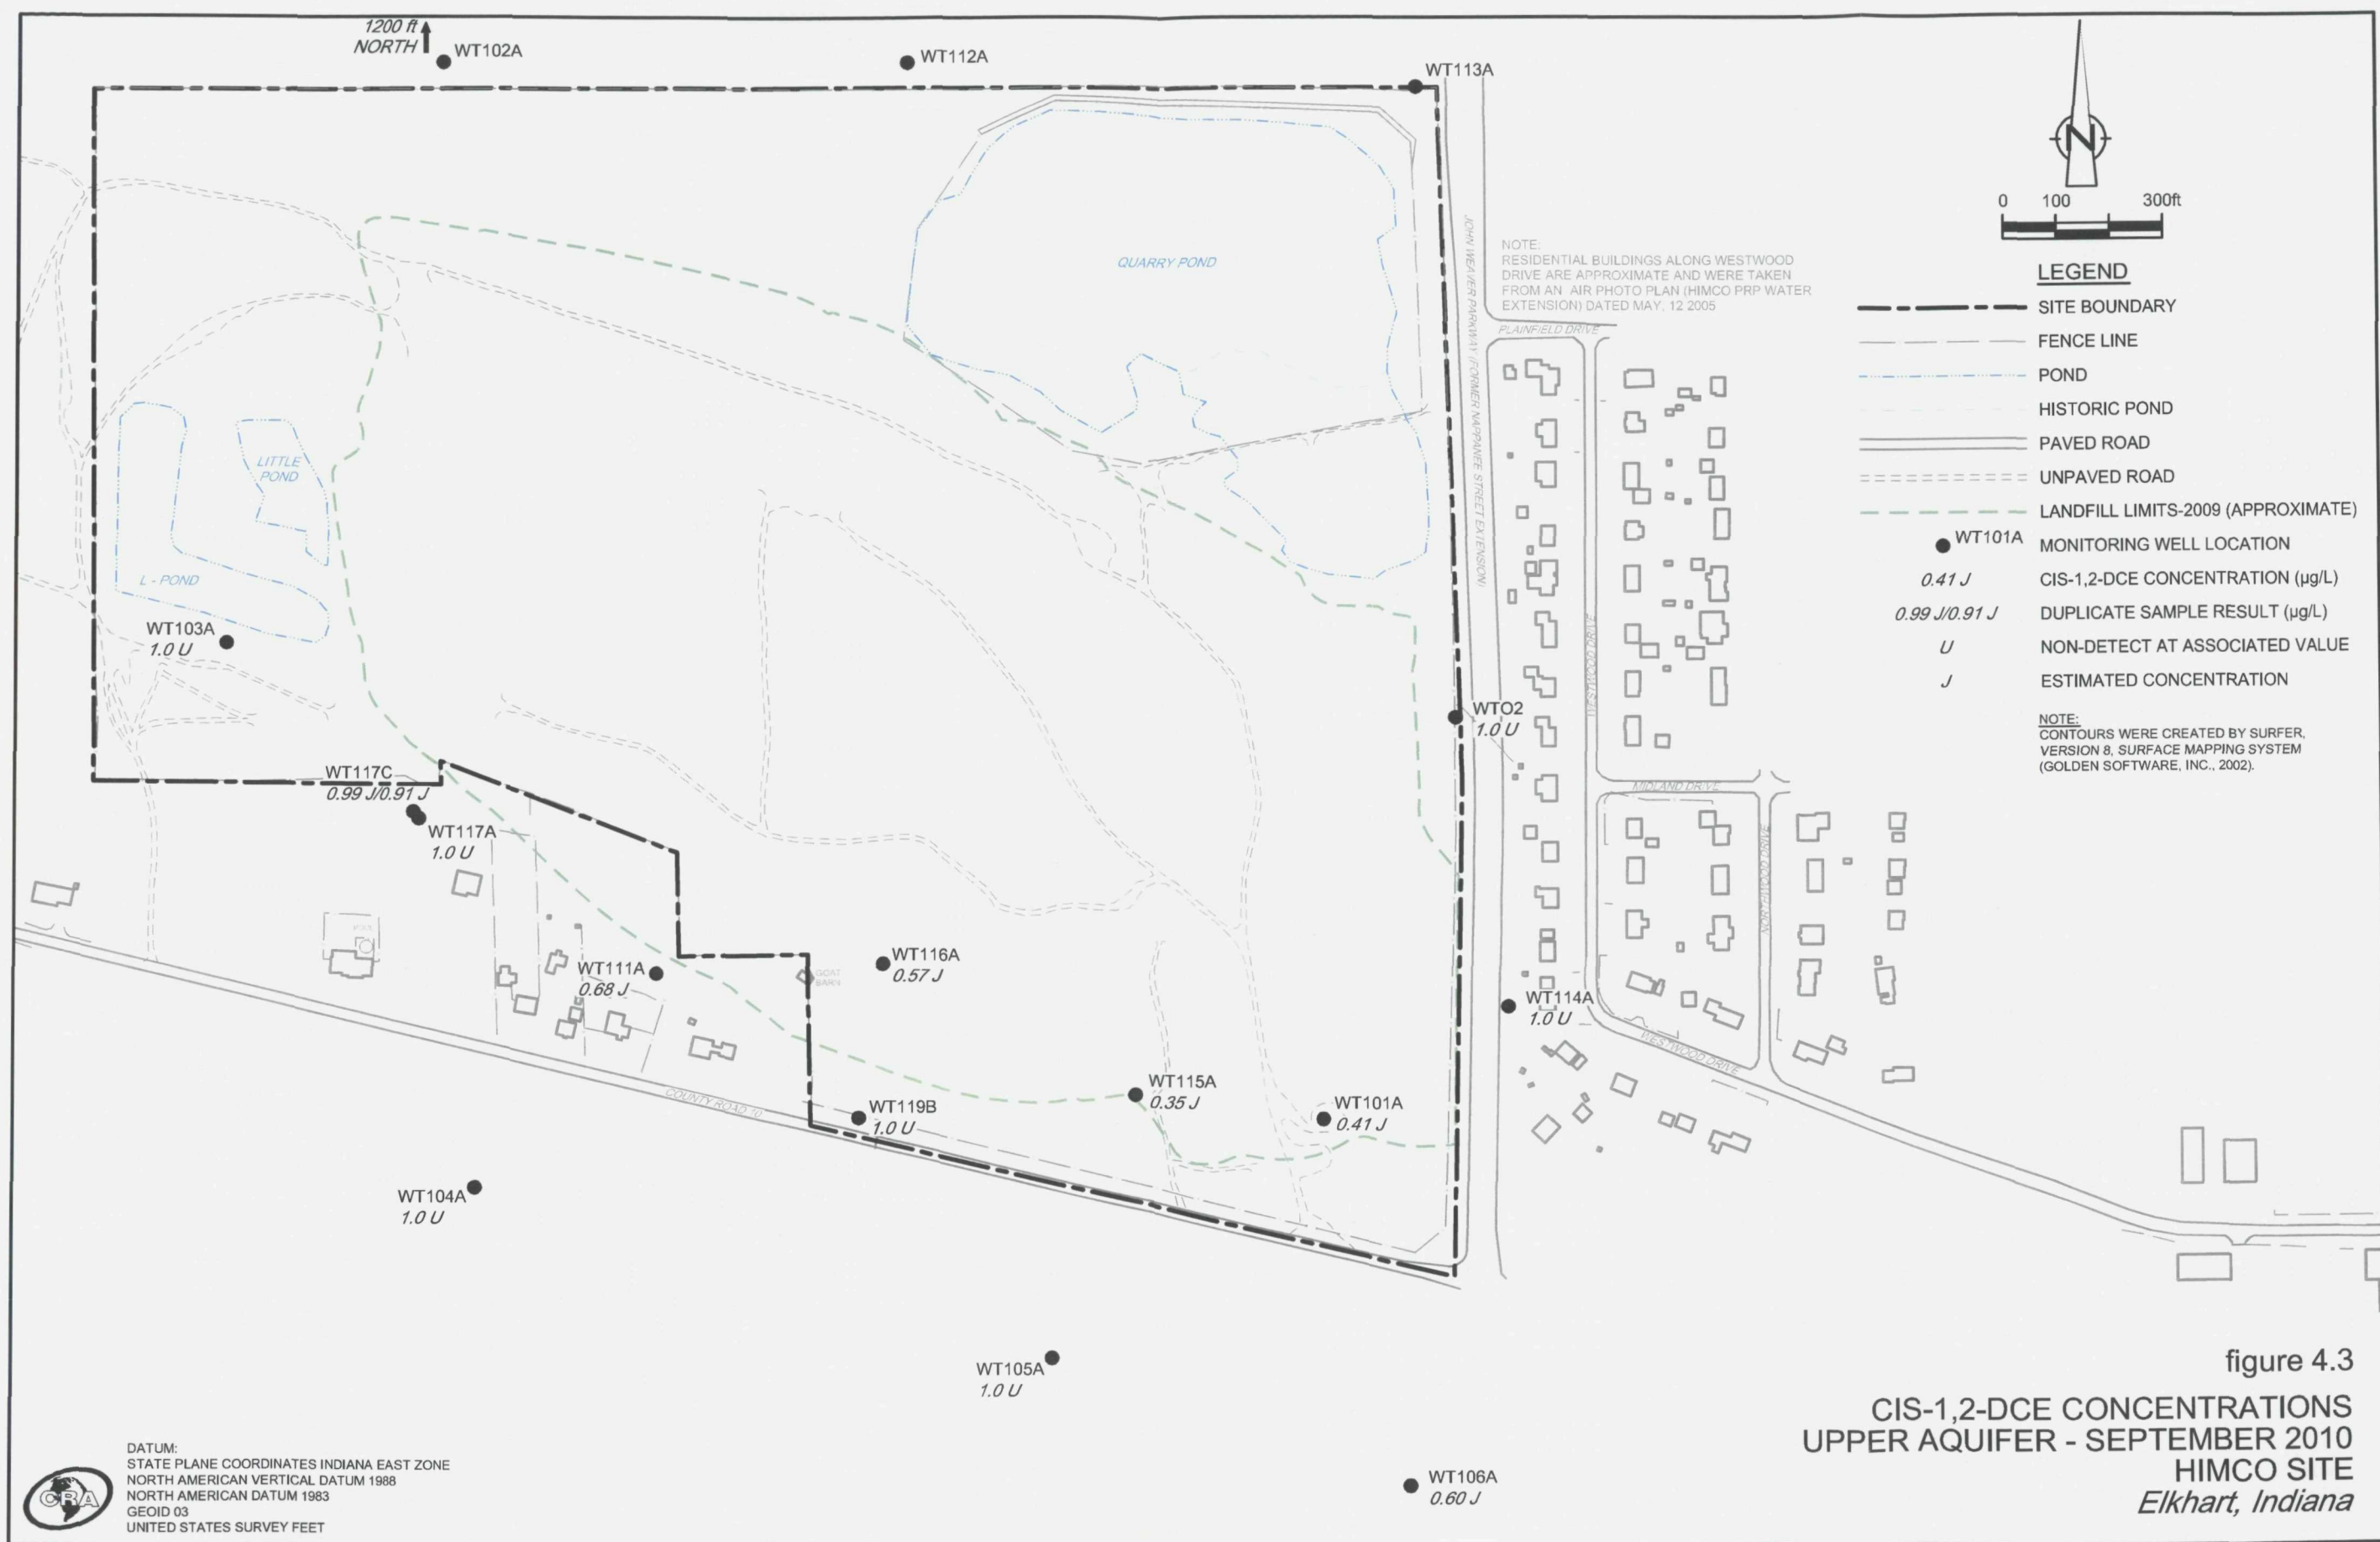 1200 ft
NORTH
WT102A
WT112A
WT113A
0 100 300ft
NOTE:
RESIDENTIAL BUILDINGS ALONG WESTWOOD
DRIVE ARE APPROXIMATE AND WERE TAKEN
FROM AN AIR PHOTO PLAN (HIMCO PRP WATER
EXTENSION) DATED MAY, 12 2005
QUARRY POND
JOHN WEAVER PARKWAY (FORMER NAPPANEE STREET EXTENSION)
PLAINFIELD DRIVE
LEGEND
SITE BOUNDARY
FENCE LINE
POND
HISTORIC POND
PAVED ROAD
UNPAVED ROAD
LANDFILL LIMITS-2009 (APPROXIMATE)
WT101A MONITORING WELL LOCATION
0.41 J CIS-1,2-DCE CONCENTRATION (µg/L)
0.99 J/0.91 J DUPLICATE SAMPLE RESULT (µg/L)
U NON-DETECT AT ASSOCIATED VALUE
J ESTIMATED CONCENTRATION
NOTE:
CONTOURS WERE CREATED BY SURFER,
VERSION 8, SURFACE MAPPING SYSTEM
(GOLDEN SOFTWARE, INC., 2002).
LITTLE
POND
L - POND
WT103A
1.0 U
WESTWOOD DRIVE
WTO2
1.0 U
WT117C
0.99 J/0.91 J
WT117A
1.0 U
MIDLAND DRIVE
NORTHWOOD DRIVE
WT111A
0.68 J
GOAT
BARN
WT116A
0.57 J
WT114A
1.0 U
WESTWOOD DRIVE
COUNTY ROAD 10
WT119B
1.0 U
WT115A
0.35 J
WT101A
0.41 J
WT104A
1.0 U
WT105A
1.0 U
WT106A
0.60 J
figure 4.3
CIS-1,2-DCE CONCENTRATIONS
UPPER AQUIFER - SEPTEMBER 2010
HIMCO SITE
Elkhart, Indiana
CRA
DATUM:
STATE PLANE COORDINATES INDIANA EAST ZONE
NORTH AMERICAN VERTICAL DATUM 1988
NORTH AMERICAN DATUM 1983
GEOID 03
UNITED STATES SURVEY FEET
N